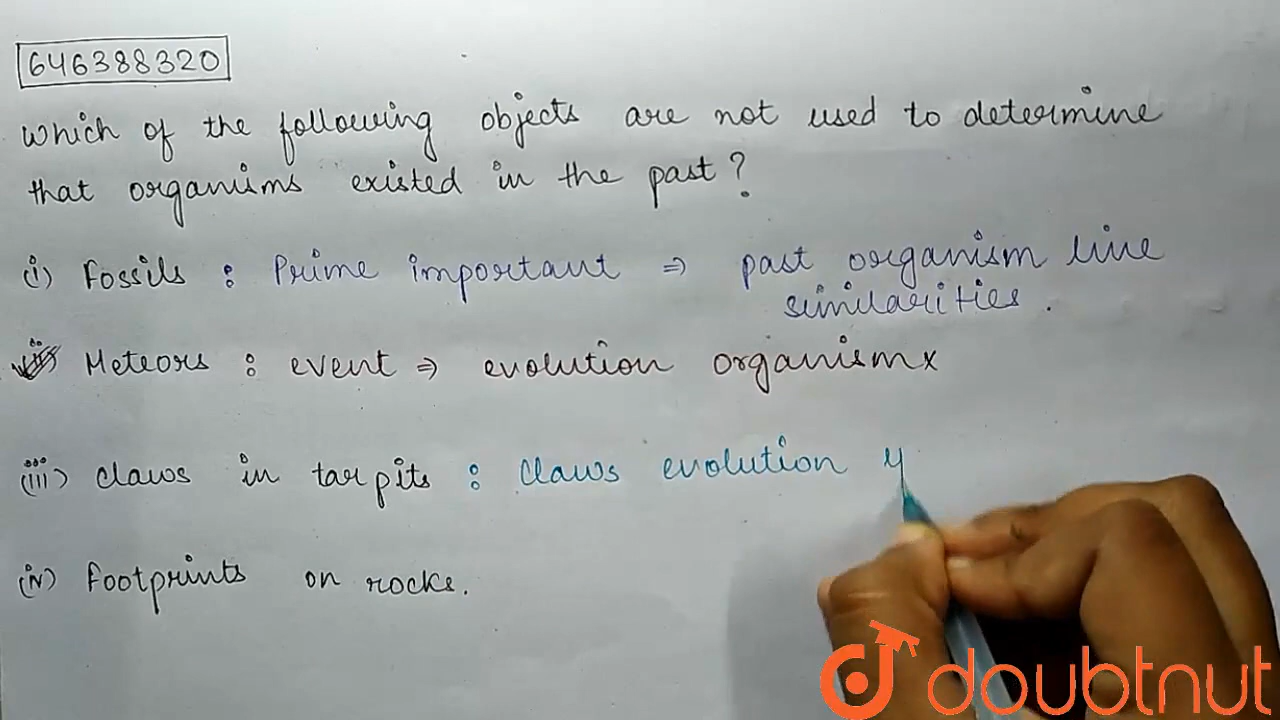 646388320
Which of the following objects are not used to determine
that organisms existed in the past?
(i) Fossils : Prime important ⇒ past organism line
similarities.
(ii) Meteors : event ⇒ evolution organism x
(iii) Claws in tar pits : Claws evolution y
(iv) Footprints on rocks.
doubtnut